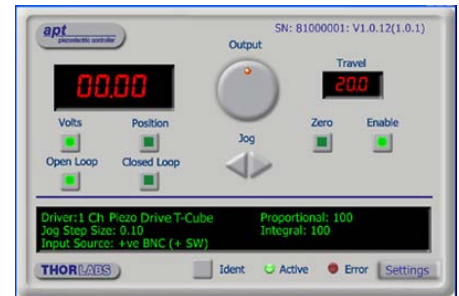 apt
piezoelectric controller
SN: 81000001: V1.0.12(1.0.1)
Output
Travel
00.00
20.0
Volts
Position
Zero
Enable
Jog
Open Loop
Closed Loop
Driver:1 Ch Piezo Drive T-Cube
Proportional: 100
Jog Step Size: 0.10
Integral: 100
Input Source: +ve BNC (+ SW)
THORLABS
Ident
Active
Error
Settings